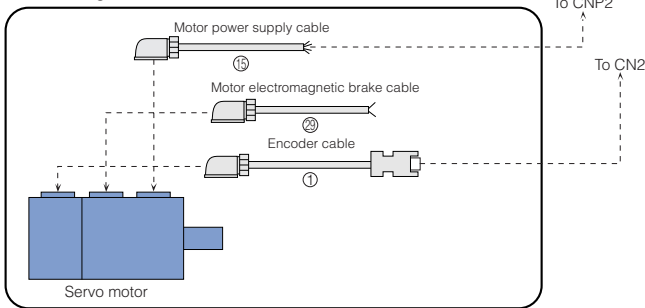 To CNP2
Motor power supply cable
⑮
To CN2
Motor electromagnetic brake cable
㉙
Encoder cable
①
Servo motor